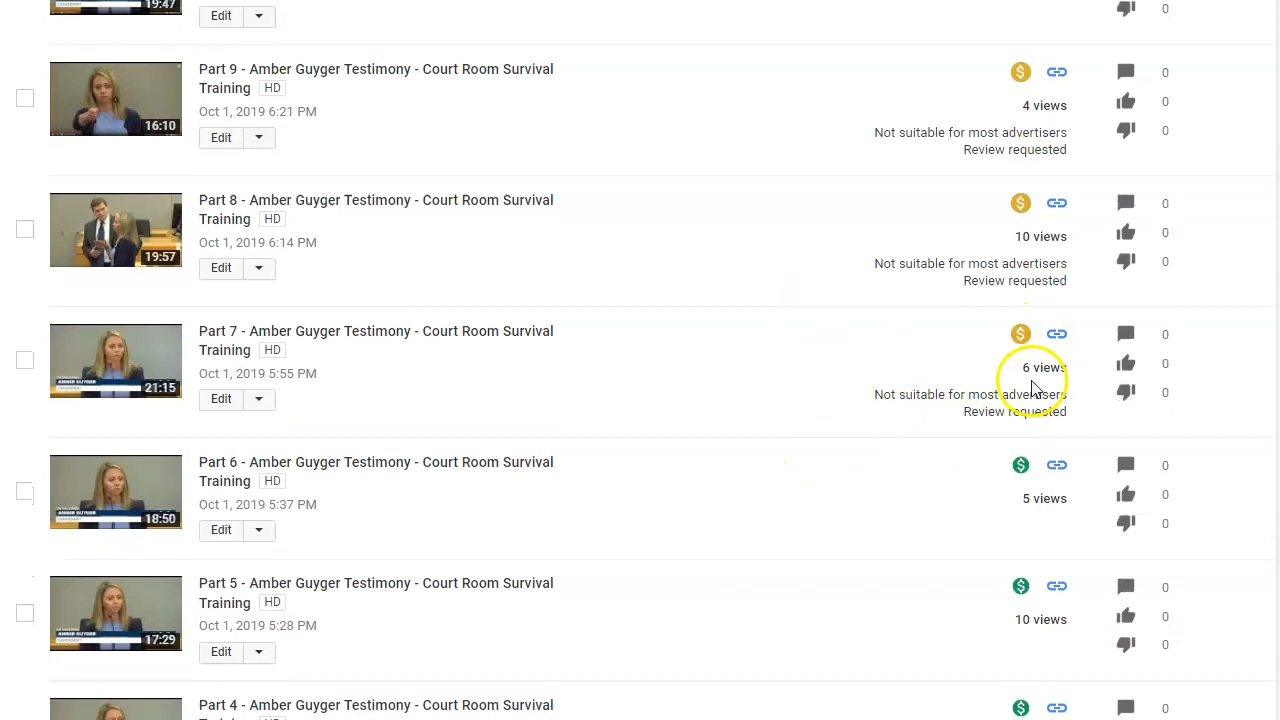 19:47
Edit
0
Part 9 - Amber Guyger Testimony - Court Room Survival
Training HD
Oct 1, 2019 6:21 PM
16:10
Edit
4 views
Not suitable for most advertisers
Review requested
0
0
0
Part 8 - Amber Guyger Testimony - Court Room Survival
Training HD
Oct 1, 2019 6:14 PM
19:57
Edit
10 views
Not suitable for most advertisers
Review requested
0
0
0
Part 7 - Amber Guyger Testimony - Court Room Survival
Training HD
Oct 1, 2019 5:55 PM
AMBER GUYGER
21:15
Edit
6 views
Not suitable for most advertisers
Review requested
0
0
0
Part 6 - Amber Guyger Testimony - Court Room Survival
Training HD
Oct 1, 2019 5:37 PM
AMBER GUYGER
18:50
Edit
5 views
0
0
0
Part 5 - Amber Guyger Testimony - Court Room Survival
Training HD
Oct 1, 2019 5:28 PM
AMBER GUYGER
17:29
Edit
10 views
0
0
0
Part 4 - Amber Guyger Testimony - Court Room Survival
0